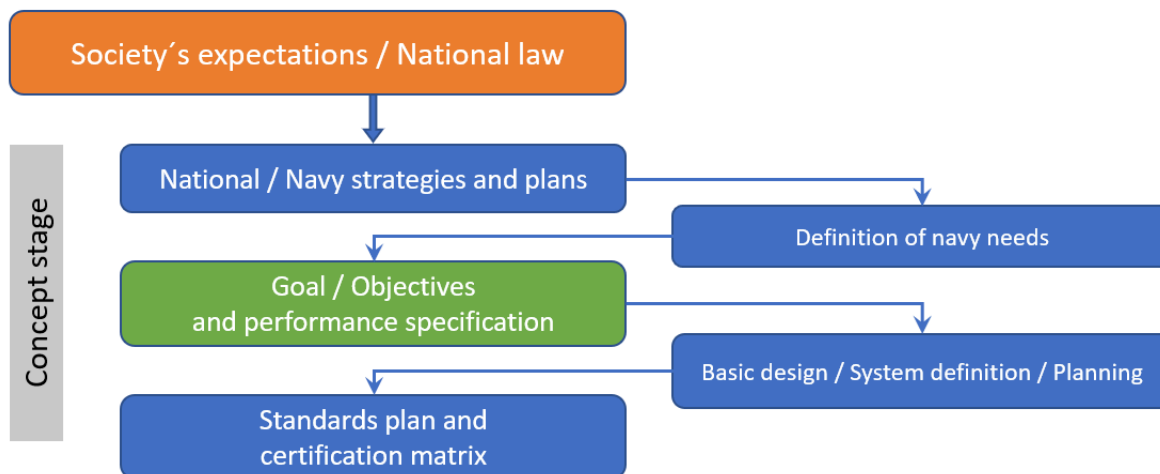 Society´s expectations / National law
National / Navy strategies and plans
Definition of navy needs
Goal / Objectives
and performance specification
Basic design / System definition / Planning
Standards plan and
certification matrix
Concept stage